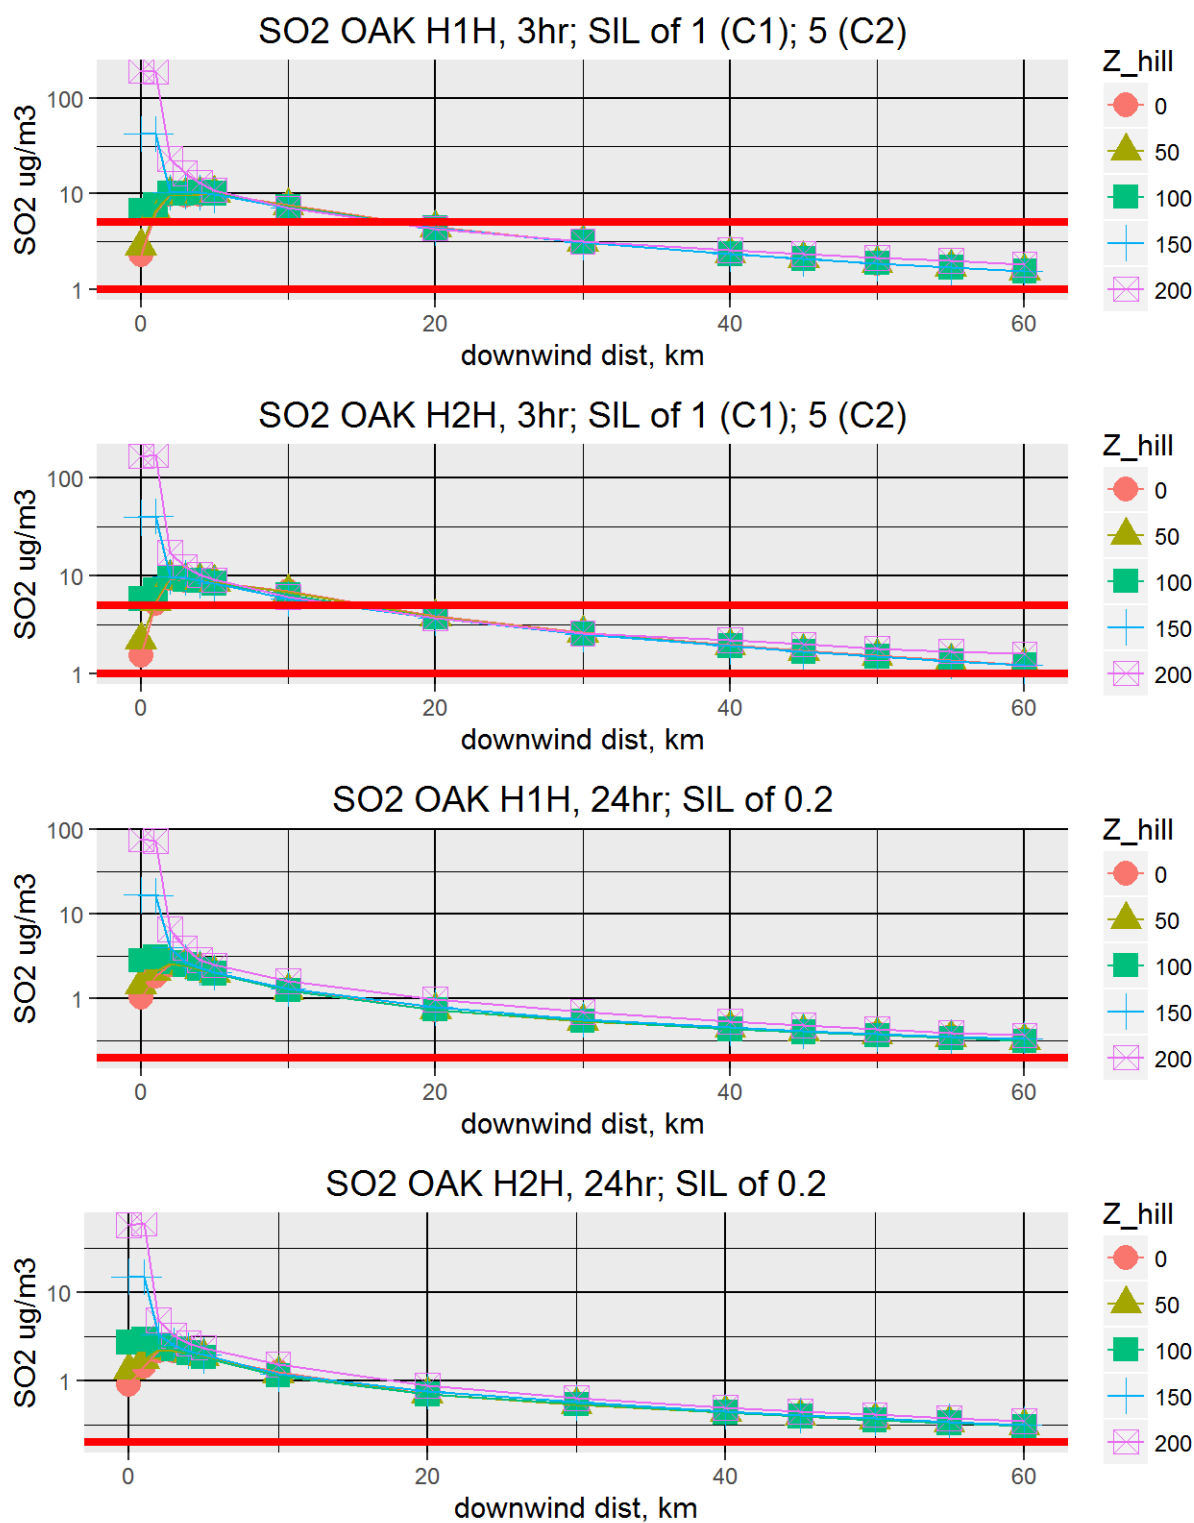 SO2 OAK H1H, 3hr; SIL of 1 (C1); 5 (C2)
SO2 ug/m3
100
10
1
0
20
40
60
downwind dist, km
Z_hill
0
50
100
150
200
SO2 OAK H2H, 3hr; SIL of 1 (C1); 5 (C2)
SO2 ug/m3
100
10
1
0
20
40
60
downwind dist, km
Z_hill
0
50
100
150
200
SO2 OAK H1H, 24hr; SIL of 0.2
SO2 ug/m3
100
10
1
0
20
40
60
downwind dist, km
Z_hill
0
50
100
150
200
SO2 OAK H2H, 24hr; SIL of 0.2
SO2 ug/m3
10
1
0
20
40
60
downwind dist, km
Z_hill
0
50
100
150
200